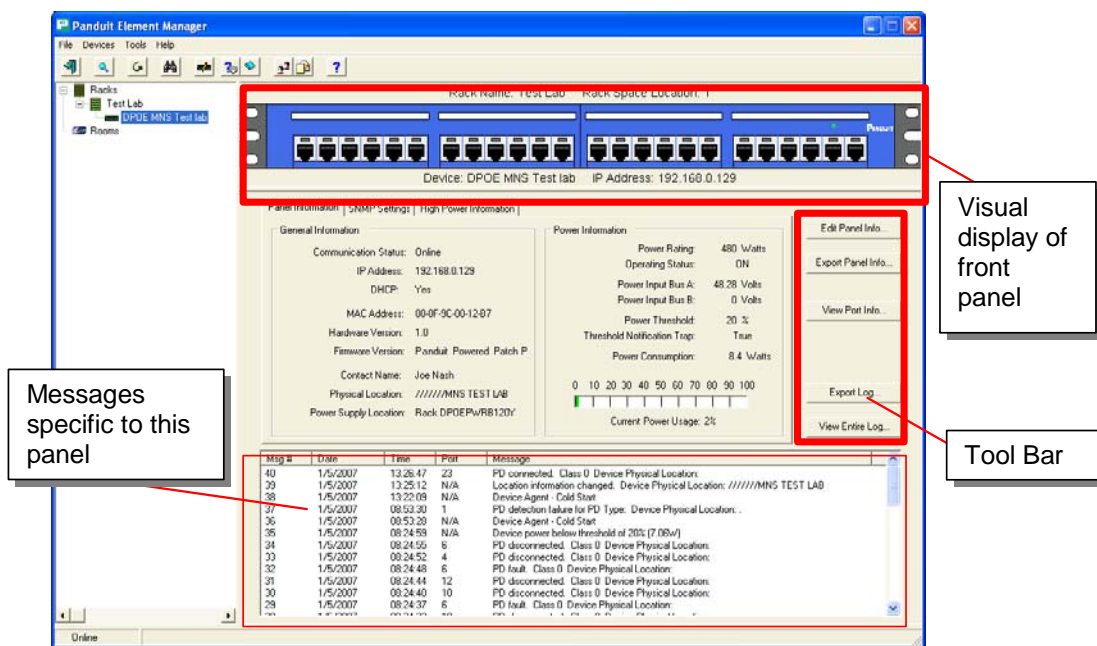 Panduit Element Manager
File Devices Tools Help
Racks
Test Lab
DPOE MNS Test lab
Rooms
Rack Name: Test Lab Rack Space Location: 1
PANDUIT
Device: DPOE MNS Test lab IP Address: 192.168.0.129
Visual display of front panel
Panel Information SNMP Settings High Power Information
General Information
Communication Status: Online
IP Address: 192.168.0.129
DHCP: Yes
MAC Address: 00-0F-9C-00-12-B7
Hardware Version: 1.0
Firmware Version: Panduit Powered Patch P
Contact Name: Joe Nash
Physical Location: ///////MNS TEST LAB
Power Supply Location: Rack DPOEPWRB120Y
Power Information
Power Rating: 480 Watts
Operating Status: ON
Power Input Bus A: 48.28 Volts
Power Input Bus B: 0 Volts
Power Threshold: 20 %
Threshold Notification Trap: True
Power Consumption: 8.4 Watts
0 10 20 30 40 50 60 70 80 90 100
Current Power Usage: 2%
Edit Panel Info...
Export Panel Info...
View Port Info...
Export Log...
View Entire Log...
Tool Bar
Messages specific to this panel
Msg # Date Time Port Message
40 1/5/2007 13:26:47 23 PD connected. Class 0 Device Physical Location:
39 1/5/2007 13:25:12 N/A Location information changed. Device Physical Location: ///////MNS TEST LAB
38 1/5/2007 13:22:09 N/A Device Agent - Cold Start
37 1/5/2007 08:53:30 1 PD detection failure for PD Type: Device Physical Location: .
36 1/5/2007 08:53:28 N/A Device Agent - Cold Start
35 1/5/2007 08:24:59 N/A Device power below threshold of 20% (7.06w)
34 1/5/2007 08:24:55 6 PD disconnected. Class 0 Device Physical Location:
33 1/5/2007 08:24:52 4 PD disconnected. Class 0 Device Physical Location:
32 1/5/2007 08:24:48 6 PD fault. Class 0 Device Physical Location:
31 1/5/2007 08:24:44 12 PD disconnected. Class 0 Device Physical Location:
30 1/5/2007 08:24:40 10 PD disconnected. Class 0 Device Physical Location:
29 1/5/2007 08:24:37 6 PD fault. Class 0 Device Physical Location:
Online